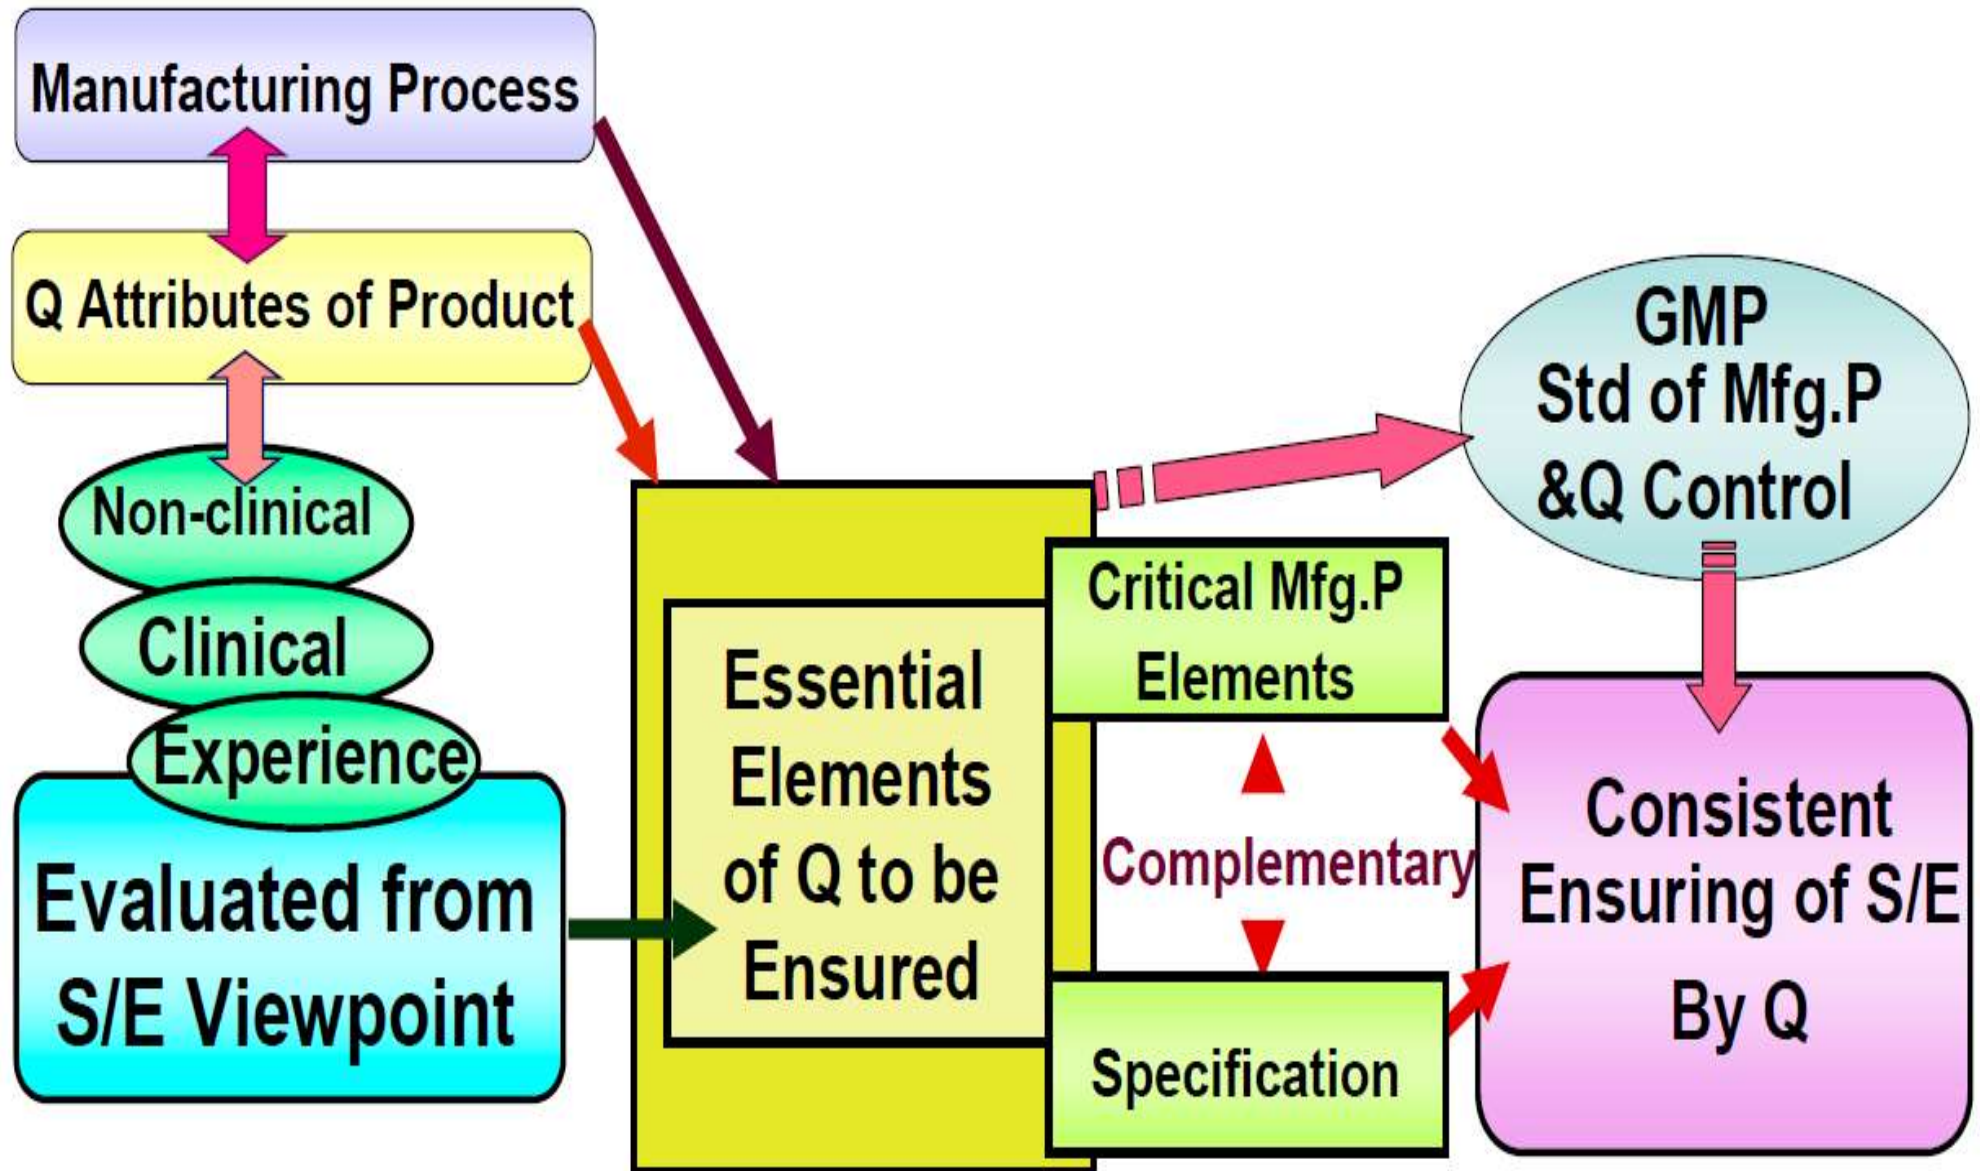 Manufacturing Process
Q Attributes of Product
Non-clinical
Clinical
Experience
Evaluated from
S/E Viewpoint
Essential
Elements
of Q to be
Ensured
Critical Mfg.P
Elements
Complementary
Specification
GMP
Std of Mfg.P
&Q Control
Consistent
Ensuring of S/E
By Q